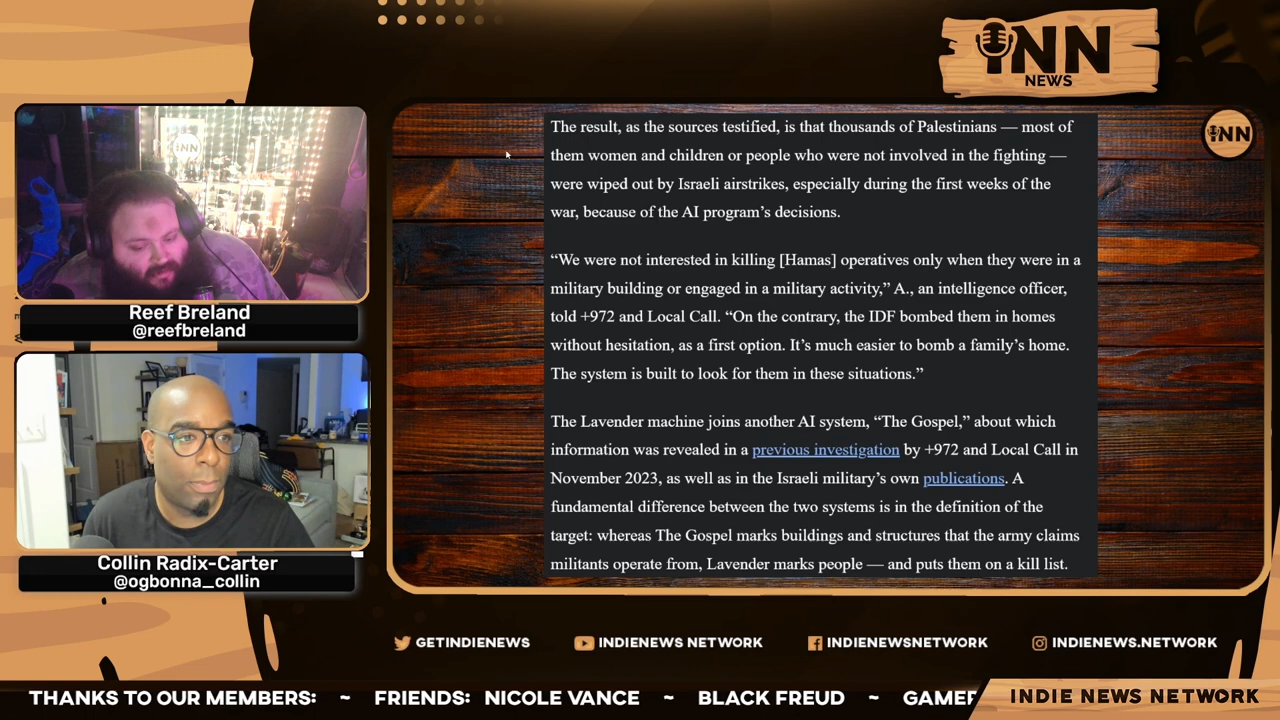 INN
NEWS
INN
The result, as the sources testified, is that thousands of Palestinians — most of
them women and children or people who were not involved in the fighting —
were wiped out by Israeli airstrikes, especially during the first weeks of the
war, because of the AI program’s decisions.
“We were not interested in killing [Hamas] operatives only when they were in a
military building or engaged in a military activity,” A., an intelligence officer,
told +972 and Local Call. “On the contrary, the IDF bombed them in homes
without hesitation, as a first option. It’s much easier to bomb a family’s home.
The system is built to look for them in these situations.”
The Lavender machine joins another AI system, “The Gospel,” about which
information was revealed in a previous investigation by +972 and Local Call in
November 2023, as well as in the Israeli military’s own publications. A
fundamental difference between the two systems is in the definition of the
target: whereas The Gospel marks buildings and structures that the army claims
militants operate from, Lavender marks people — and puts them on a kill list.
Reef Breland
@reefbreland
Collin Radix-Carter
@ogbonna_collin
GETINDIENEWS
INDIENEWS NETWORK
INDIENEWSNETWORK
INDIENEWS.NETWORK
THANKS TO OUR MEMBERS: ~ FRIENDS: NICOLE VANCE ~ BLACK FREUD ~ GAMER
INDIE NEWS NETWORK